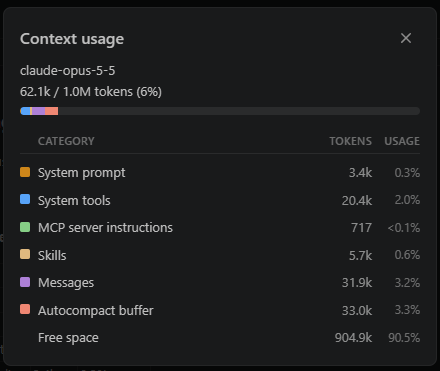 Context usage
claude-opus-5-5
62.1k / 1.0M tokens (6%)
CATEGORY TOKENS USAGE
System prompt 3.4k 0.3%
System tools 20.4k 2.0%
MCP server instructions 717 <0.1%
Skills 5.7k 0.6%
Messages 31.9k 3.2%
Autocompact buffer 33.0k 3.3%
Free space 904.9k 90.5%